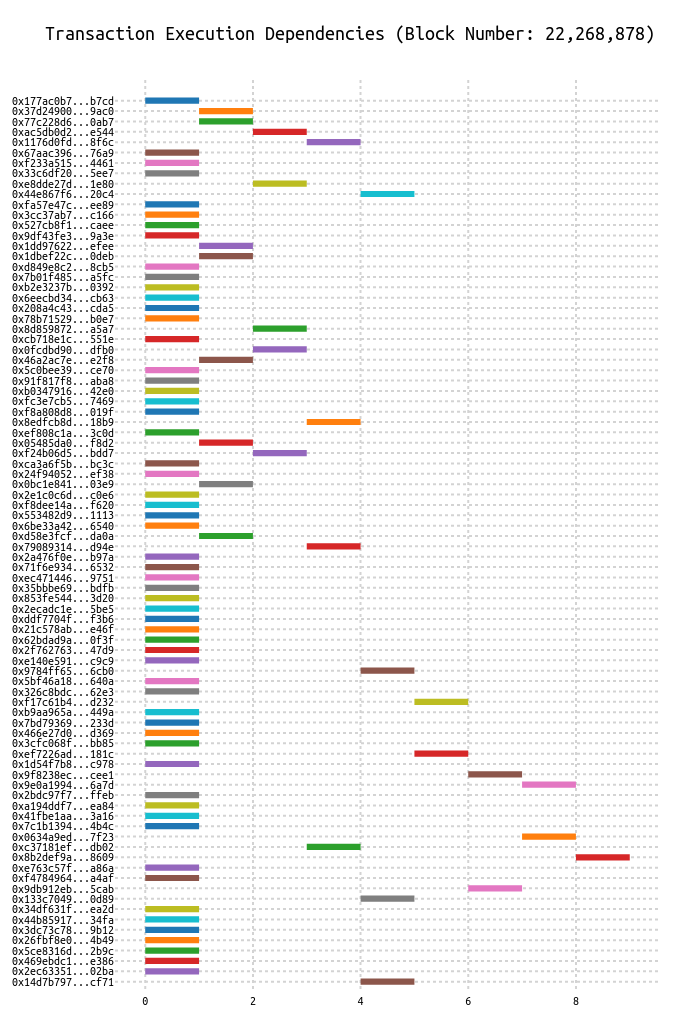 Transaction Execution Dependencies (Block Number: 22,268,878)
0x177ac0b7...b7cd
0x37d24900...9ac0
0x77c228d6...0ab7
0xac5db0d2...e544
0x1176d0fd...8f6c
0x67aac396...76a9
0xf233a515...4461
0x33c6df20...5ee7
0xe8dde27d...1e80
0x44e867f6...20c4
0xfa57e47c...ee89
0x3cc37ab7...c166
0x527cb8f1...caee
0x9df43fe3...9a3e
0x1dd97622...efee
0x1dbef22c...0deb
0xd849e8c2...8cb5
0x7b01f485...a5fc
0xb2e3237b...0392
0x6eecbd34...cb63
0x208a4c43...cda5
0x78b71529...b0e7
0x8d859872...a5a7
0xcb718e1c...551e
0x0fcdbd90...dfb0
0x46a2ac7e...e2f8
0x5c0bee39...ce70
0x91f817f8...aba8
0xb0347916...42e0
0xfc3e7cb5...7469
0xf8a808d8...019f
0x8edfcb8d...18b9
0xef808c1a...3c0d
0x05485da0...f8d2
0xf24b06d5...bdd7
0xca3a6f5b...bc3c
0x24f94052...ef38
0x0bc1e841...03e9
0x2e1c0c6d...c0e6
0xf8dee14a...f620
0x553482d9...1113
0x6be33a42...6540
0xd58e3fcf...da0a
0x79089314...d94e
0x2a476f0e...b97a
0x71f6e934...6532
0xec471446...9751
0x35bbbe69...bdfb
0x853fe544...3d20
0x2ecadc1e...5be5
0xddf7704f...f3b6
0x21c578ab...e46f
0x62bdad9a...0f3f
0x2f762763...47d9
0xe140e591...c9c9
0x9784ff65...6cb0
0x5bf46a18...640a
0x326c8bdc...62e3
0xf17c61b4...d232
0xb9aa965a...449a
0x7bd79369...233d
0x466e27d0...d369
0x3cfc068f...bb85
0xef7226ad...181c
0x1d54f7b8...c978
0x9f8238ec...cee1
0x9e0a1994...6a7d
0x2bdc97f7...ffeb
0xa194ddf7...ea84
0x41fbe1aa...3a16
0x7c1b1394...4b4c
0x0634a9ed...7f23
0xc37181ef...db02
0x8b2def9a...8609
0xe763c57f...a86a
0xf4784964...a4af
0x9db912eb...5cab
0x133c7049...0d89
0x34df631f...ea2d
0x44b85917...34fa
0x3dc73c78...9b12
0x26fbf8e0...4b49
0x5ce8316d...2b9c
0x469ebdc1...e386
0x2ec63351...02ba
0x14d7b797...cf71
0 2 4 6 8